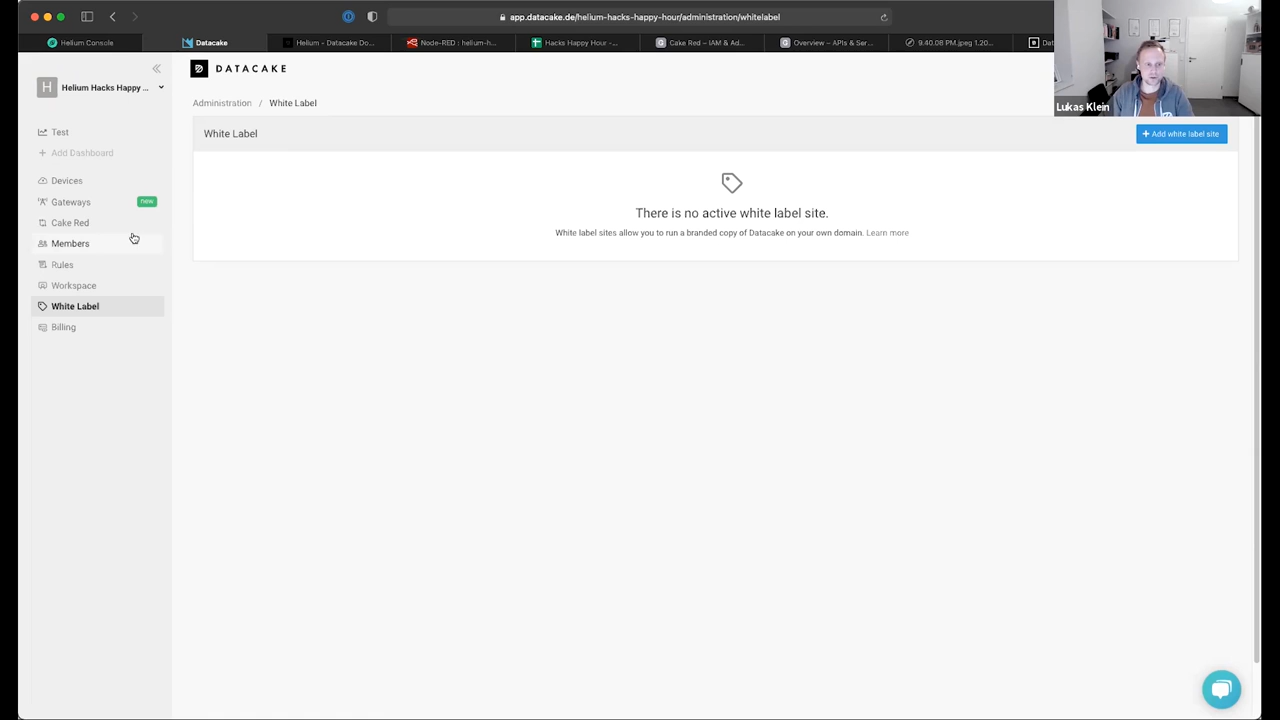 app.datacake.de/helium-hacks-happy-hour/administration/whitelabel
Helium Console
Datacake
Helium - Datacake Do...
Node-RED | helium-h...
Hacks Happy Hour -...
Cake Red – IAM & Ad...
Overview – APIs & Ser...
9.40.08 PM.jpeg 1.20...
Dat
Lukas Klein
H
Helium Hacks Happy ...
DATACAKE
Administration / White Label
Test
Add Dashboard
Devices
Gateways
new
Cake Red
Members
Rules
Workspace
White Label
Billing
White Label
+ Add white label site
There is no active white label site.
White label sites allow you to run a branded copy of Datacake on your own domain. Learn more